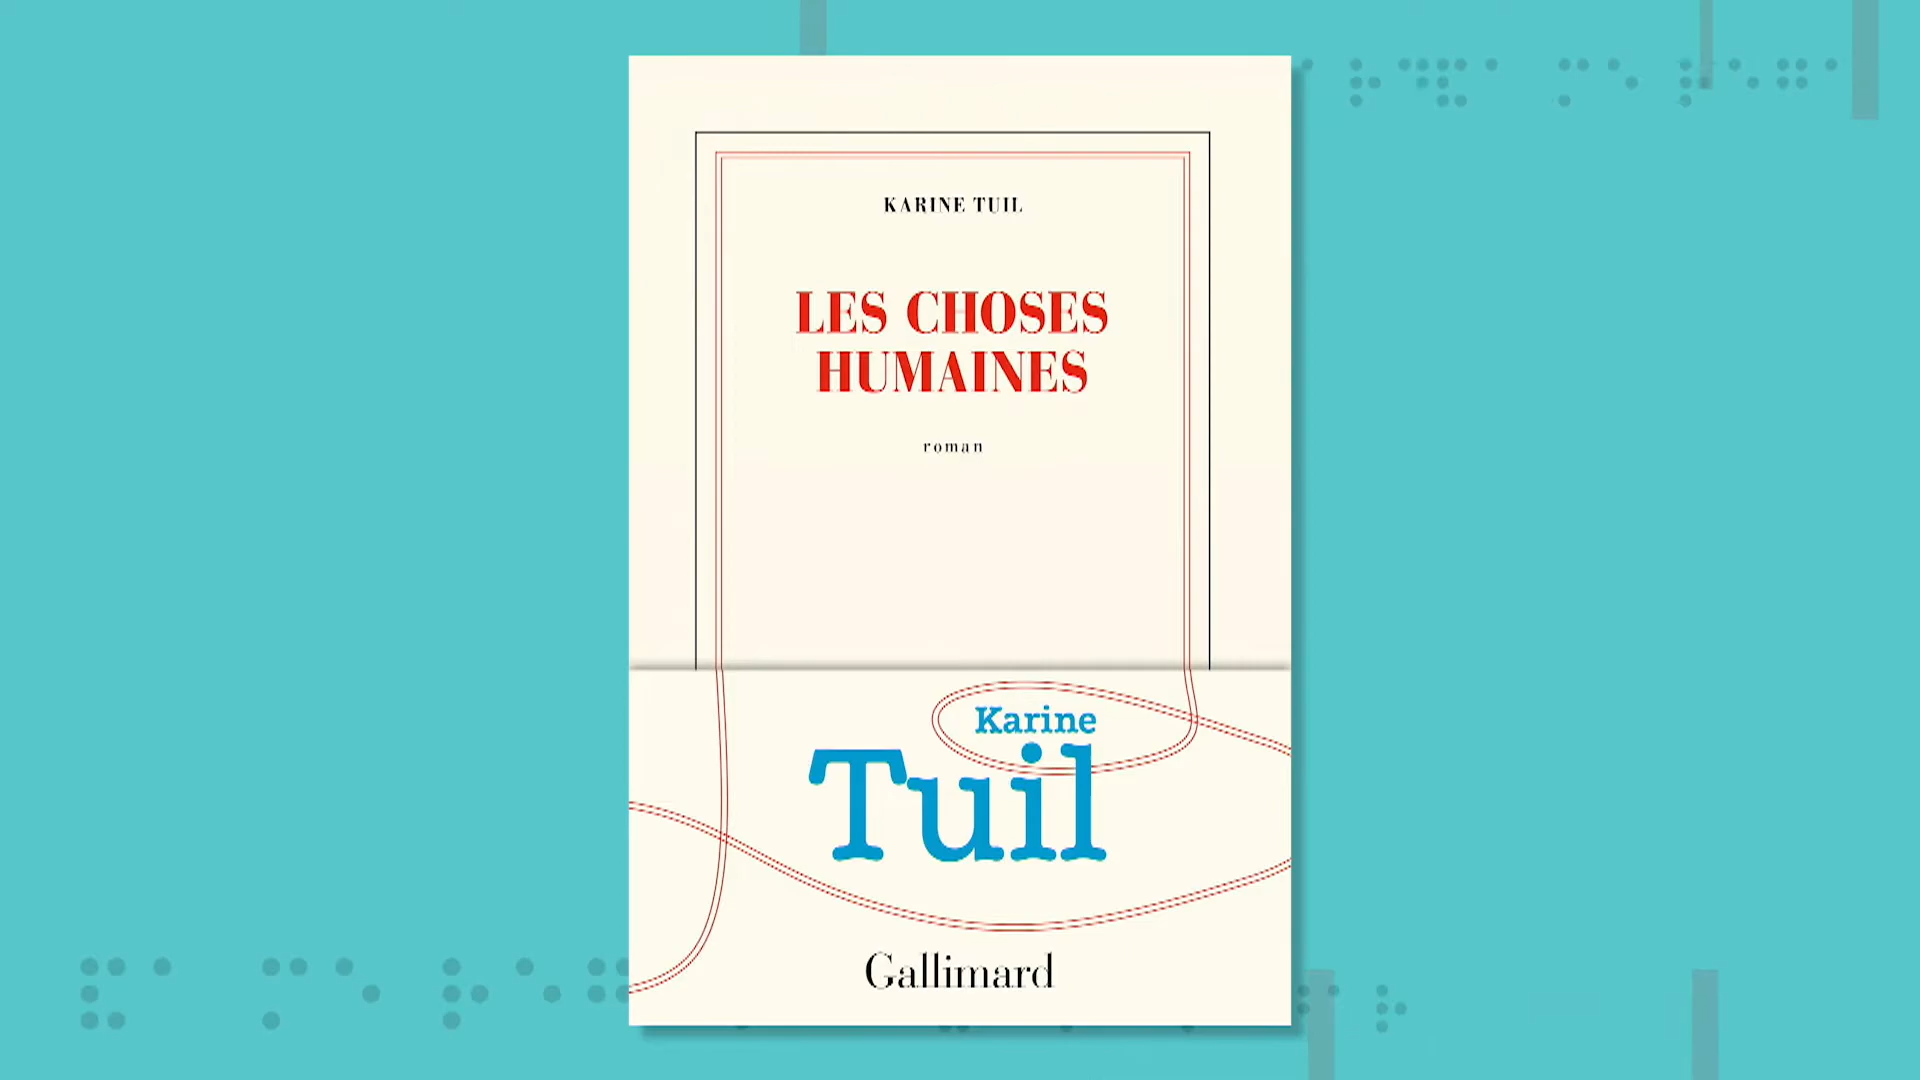 KARINE TUIL
LES CHOSES
HUMAINES
roman
Karine
Tuil
Gallimard